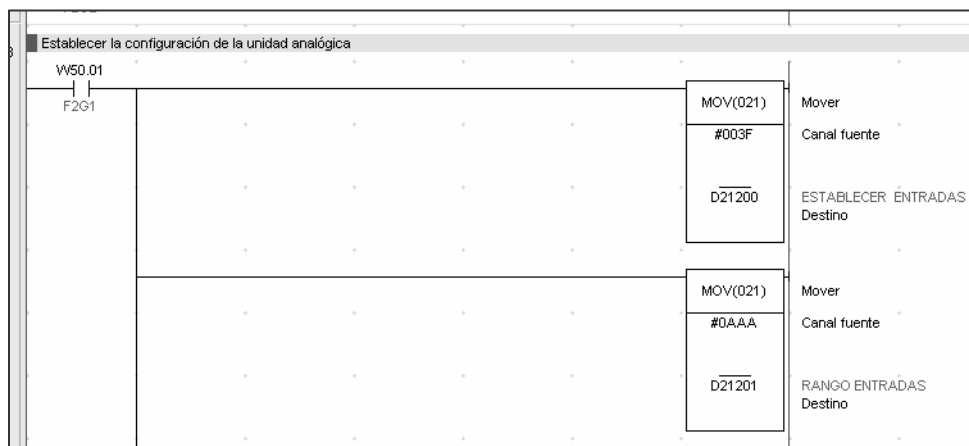 3
Establecer la configuración de la unidad analógica
W50.01
F2G1
MOV(021) Mover
#003F Canal fuente
D21200 ESTABLECER ENTRADAS
Destino
MOV(021) Mover
#0AAA Canal fuente
D21201 RANGO ENTRADAS
Destino